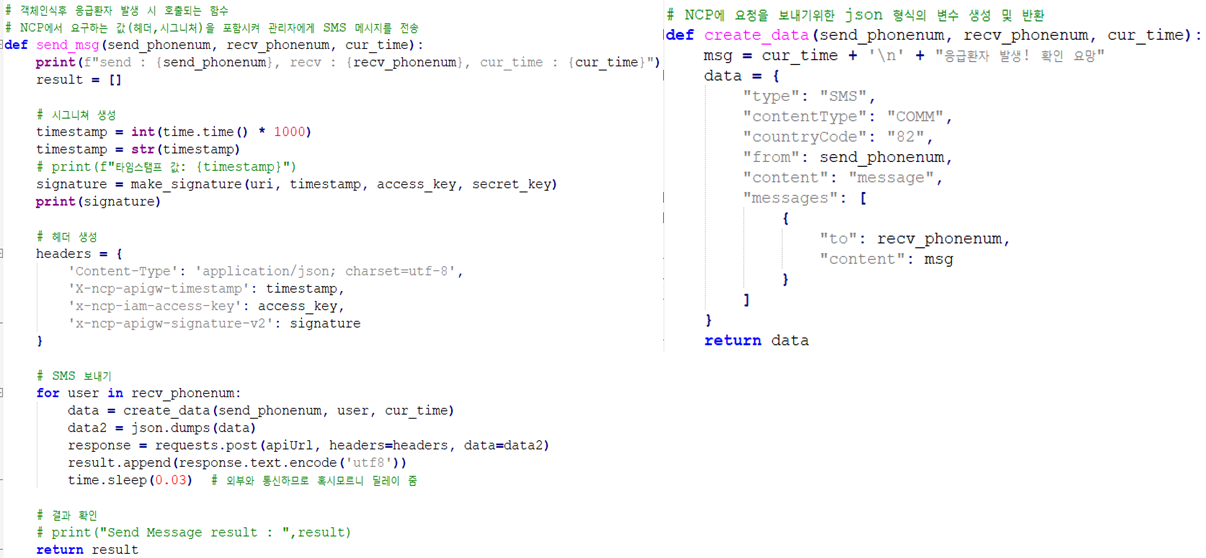 # 객체인식후 응급환자 발생 시 호출되는 함수
# NCP에서 요구하는 값(헤더,시그니처)을 포함시켜 관리자에게 SMS 메시지를 전송
def send_msg(send_phonenum, recv_phonenum, cur_time):
    print(f"send : {send_phonenum}, recv : {recv_phonenum}, cur_time : {cur_time}")
    result = []

    # 시그니쳐 생성
    timestamp = int(time.time() * 1000)
    timestamp = str(timestamp)
    # print(f"타임스탬프 값: {timestamp}")
    signature = make_signature(uri, timestamp, access_key, secret_key)
    print(signature)

    # 헤더 생성
    headers = {
        'Content-Type': 'application/json; charset=utf-8',
        'x-ncp-apigw-timestamp': timestamp,
        'x-ncp-iam-access-key': access_key,
        'x-ncp-apigw-signature-v2': signature
    }

    # SMS 보내기
    for user in recv_phonenum:
        data = create_data(send_phonenum, user, cur_time)
        data2 = json.dumps(data)
        response = requests.post(apiUrl, headers=headers, data=data2)
        result.append(response.text.encode('utf8'))
        time.sleep(0.03)  # 외부와 통신하므로 혹시모르니 딜레이 줌

    # 결과 확인
    # print("Send Message result : ",result)
    return result
# NCP에 요청을 보내기위한 json 형식의 변수 생성 및 반환
def create_data(send_phonenum, recv_phonenum, cur_time):
    msg = cur_time + '\n' + "응급환자 발생! 확인 요망"
    data = {
        "type": "SMS",
        "contentType": "COMM",
        "countryCode": "82",
        "from": send_phonenum,
        "content": "message",
        "messages": [
            {
                "to": recv_phonenum,
                "content": msg
            }
        ]
    }
    return data